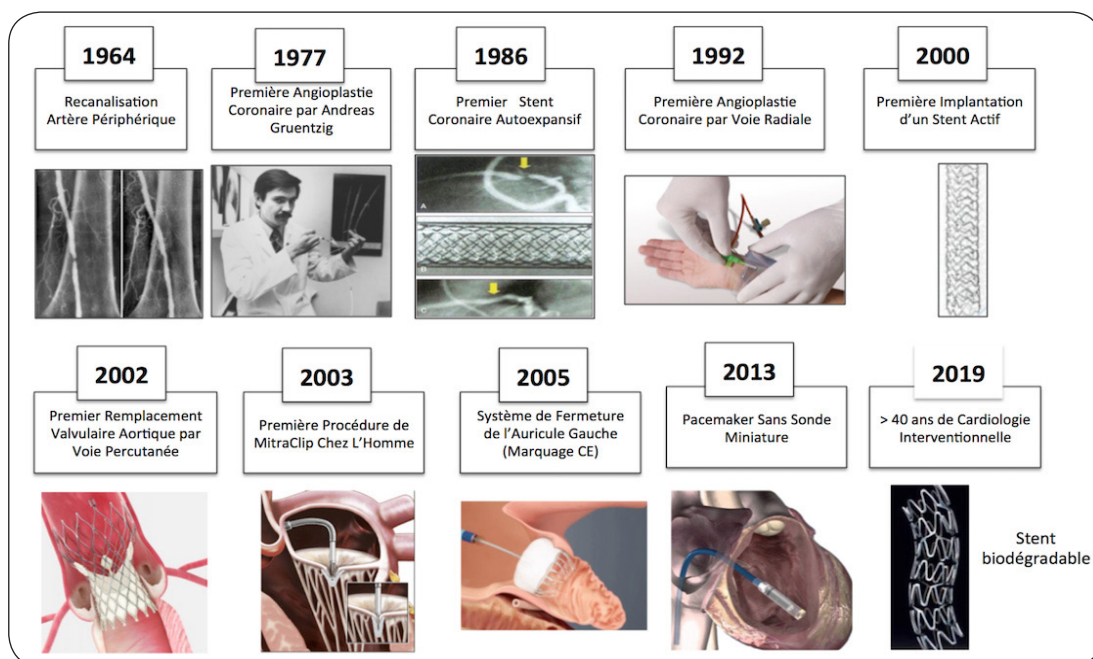 1964
Recanalisation
Artère Périphérique
1977
Première Angioplastie
Coronaire par Andreas
Gruentzig
1986
Premier Stent
Coronaire Autoexpansif
1992
Première Angioplastie
Coronaire par Voie Radiale
2000
Première Implantation
d'un Stent Actif
A
B
C
2002
Premier Remplacement
Valvulaire Aortique par
Voie Percutanée
2003
Première Procédure de
MitraClip Chez L'Homme
2005
Système de Fermeture
de l'Auricule Gauche
(Marquage CE)
2013
Pacemaker Sans Sonde
Miniature
2019
> 40 ans de Cardiologie
Interventionnelle
Stent
biodégradable